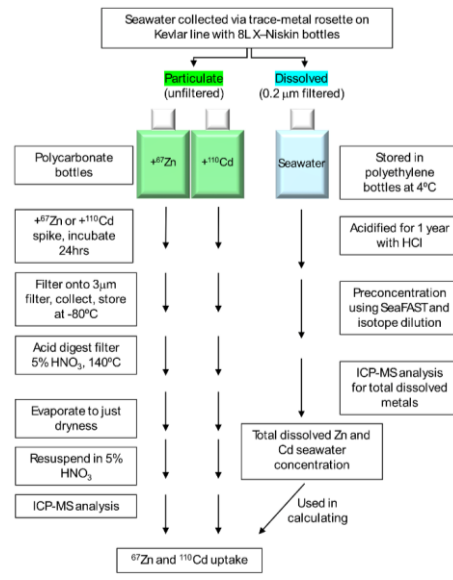 Seawater collected via trace-metal rosette on
Kevlar line with 8L X–Niskin bottles
Particulate
(unfiltered)
Dissolved
(0.2 µm filtered)
Polycarbonate
bottles
+⁶⁷Zn
+¹¹⁰Cd
Seawater
Stored in
polyethylene
bottles at 4ºC
+⁶⁷Zn or +¹¹⁰Cd
spike, incubate
24hrs
Acidified for 1 year
with HCl
Filter onto 3µm
filter, collect, store
at -80ºC
Preconcentration
using SeaFAST and
isotope dilution
Acid digest filter
5% HNO₃, 140ºC
ICP-MS analysis
for total dissolved
metals
Evaporate to just
dryness
Total dissolved Zn and
Cd seawater
concentration
Resuspend in 5%
HNO₃
ICP-MS analysis
Used in
calculating
⁶⁷Zn and ¹¹⁰Cd uptake